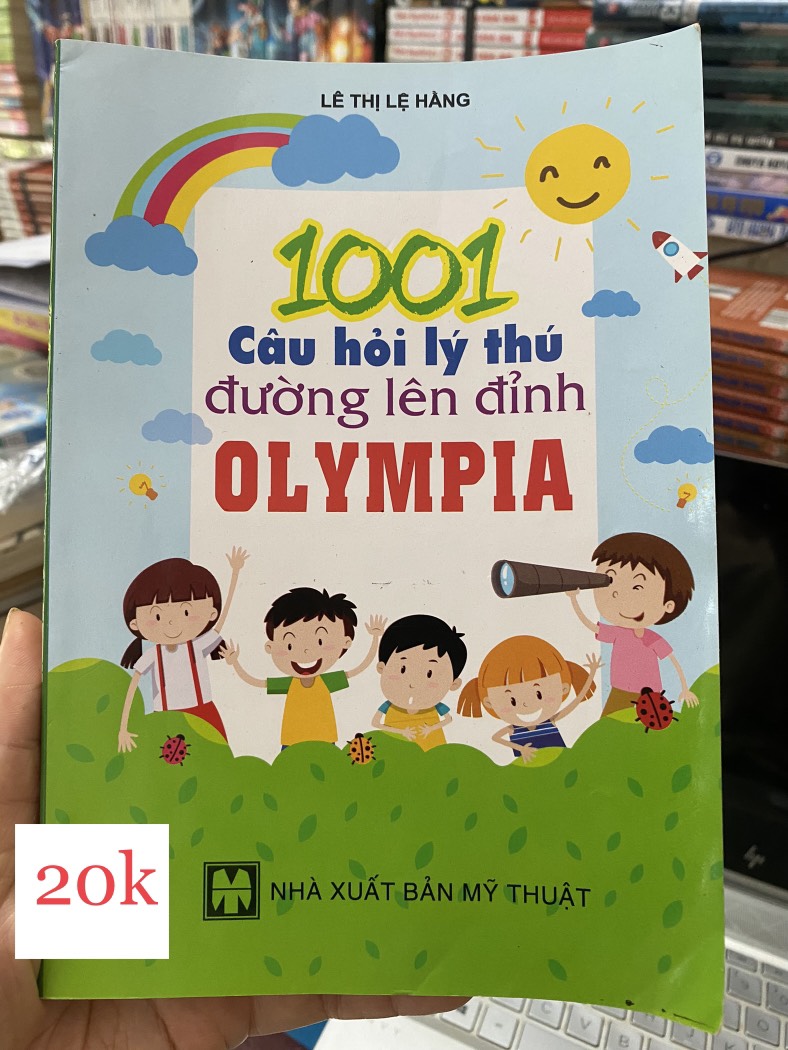 LÊ THỊ LỆ HẰNG
1001
Câu hỏi lý thú
đường lên đỉnh
OLYMPIA
20k
NHÀ XUẤT BẢN MỸ THUẬT
hp